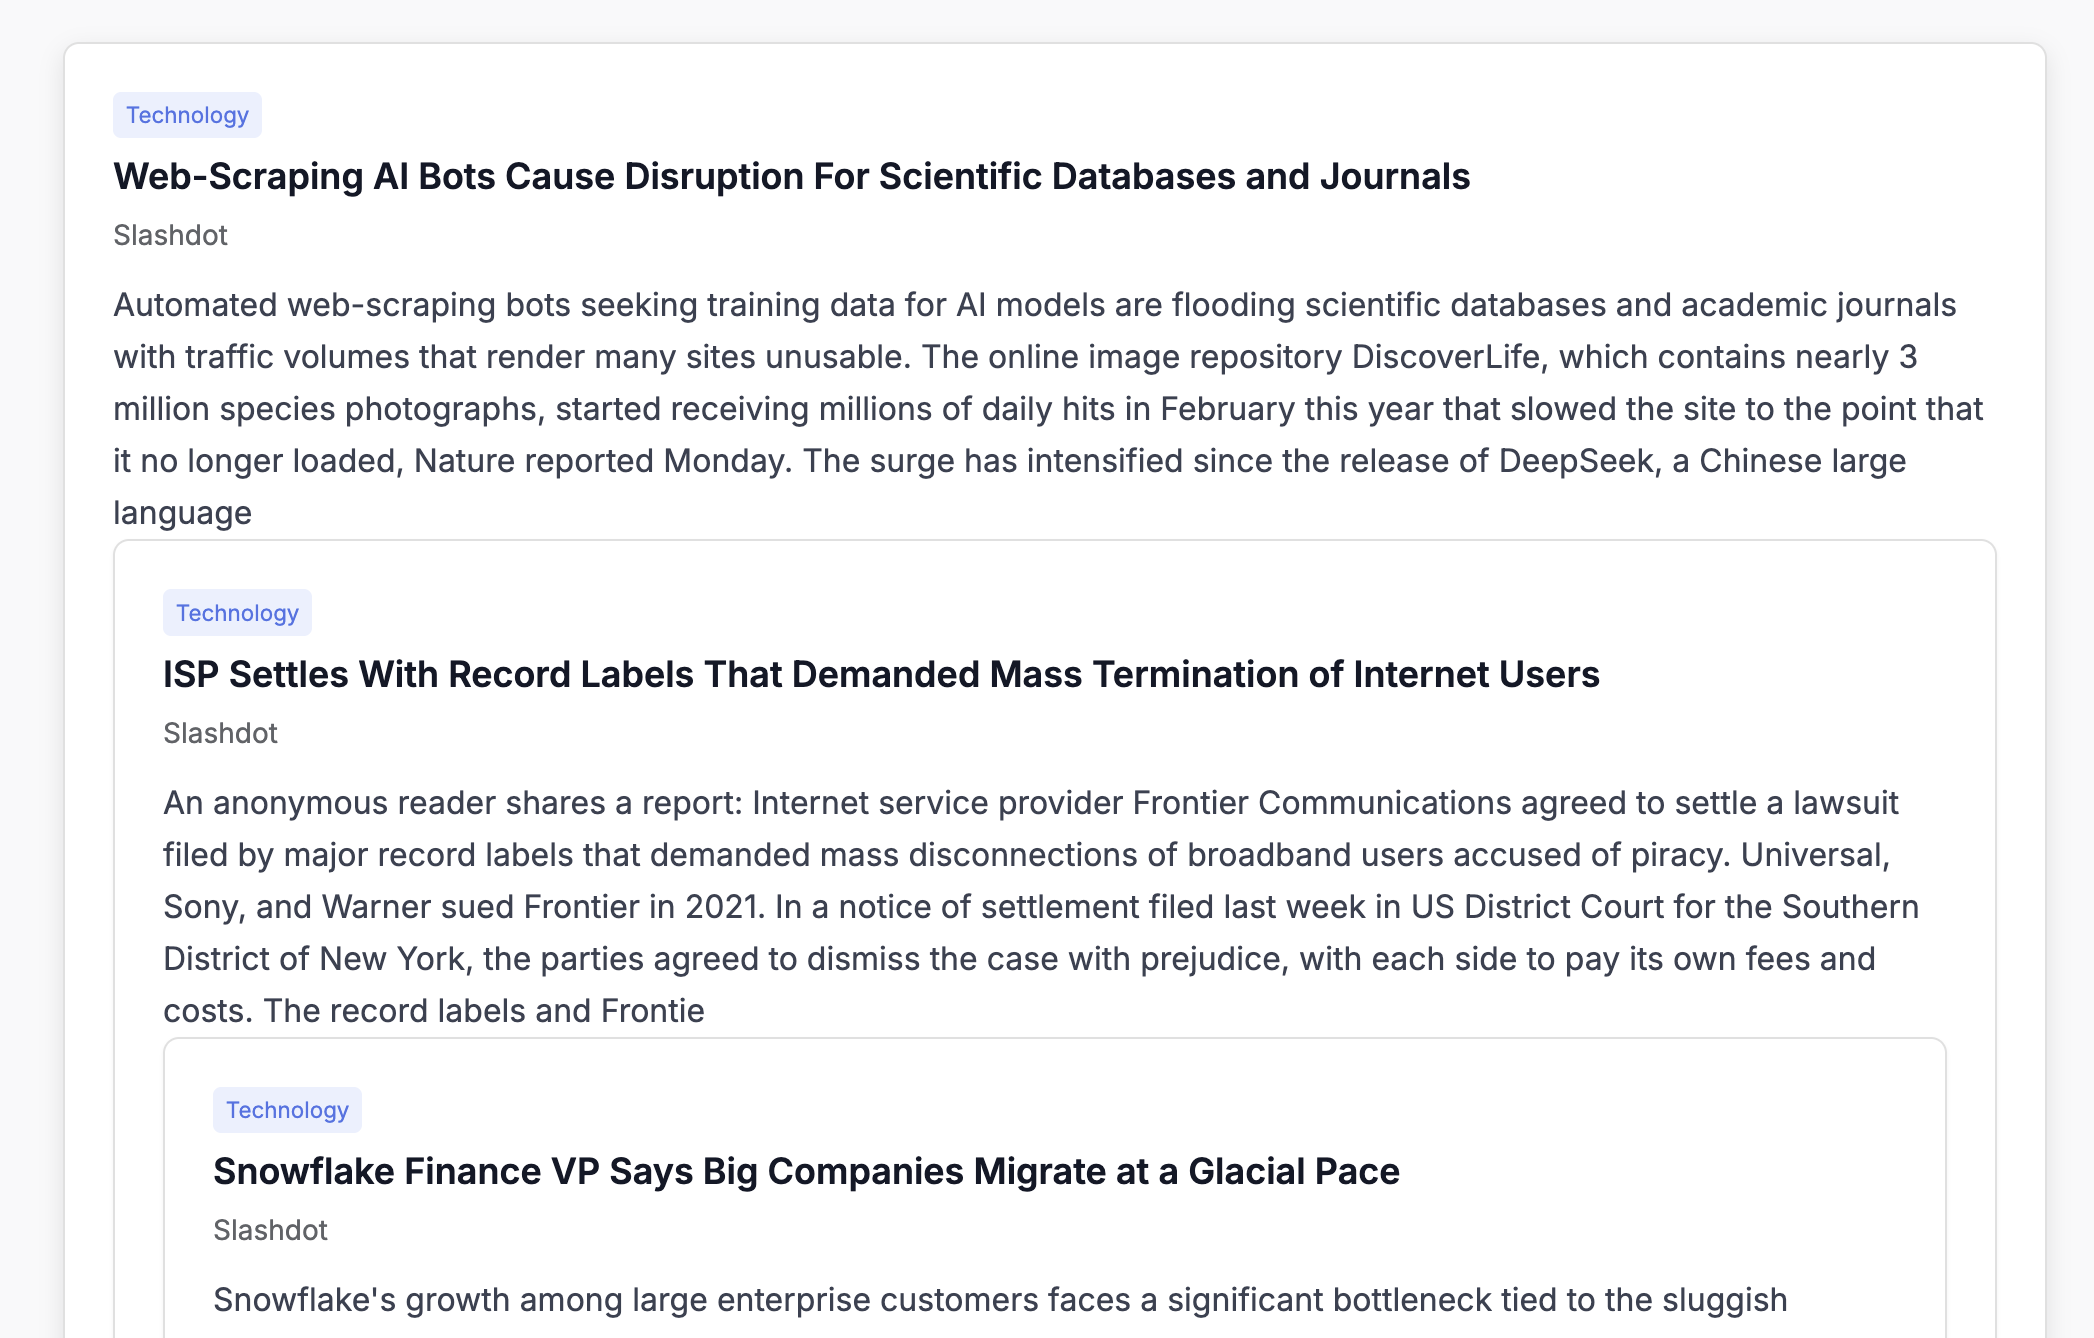 Technology
Web-Scraping AI Bots Cause Disruption For Scientific Databases and Journals
Slashdot
Automated web-scraping bots seeking training data for AI models are flooding scientific databases and academic journals
with traffic volumes that render many sites unusable. The online image repository DiscoverLife, which contains nearly 3
million species photographs, started receiving millions of daily hits in February this year that slowed the site to the point that
it no longer loaded, Nature reported Monday. The surge has intensified since the release of DeepSeek, a Chinese large
language
Technology
ISP Settles With Record Labels That Demanded Mass Termination of Internet Users
Slashdot
An anonymous reader shares a report: Internet service provider Frontier Communications agreed to settle a lawsuit
filed by major record labels that demanded mass disconnections of broadband users accused of piracy. Universal,
Sony, and Warner sued Frontier in 2021. In a notice of settlement filed last week in US District Court for the Southern
District of New York, the parties agreed to dismiss the case with prejudice, with each side to pay its own fees and
costs. The record labels and Frontie
Technology
Snowflake Finance VP Says Big Companies Migrate at a Glacial Pace
Slashdot
Snowflake's growth among large enterprise customers faces a significant bottleneck tied to the sluggish